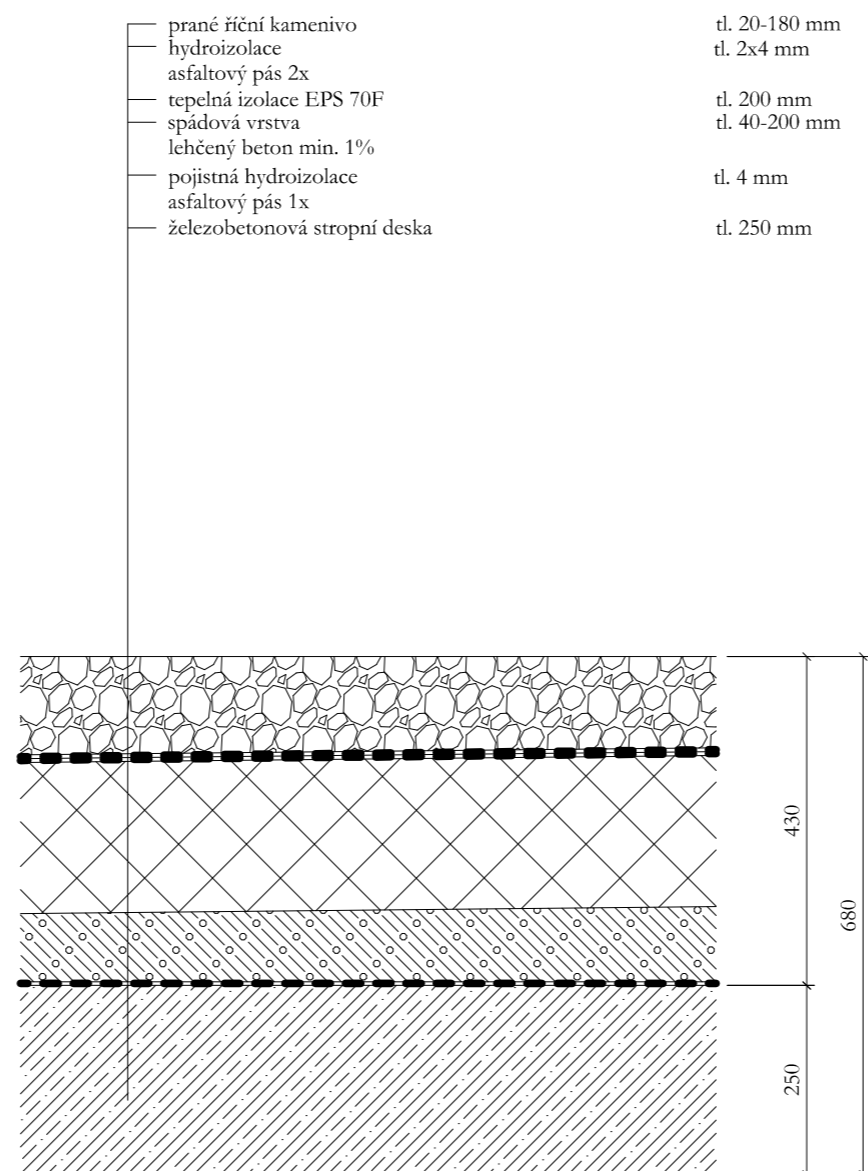 prané říční kamenivo tl. 20-180 mm
hydroizolace tl. 2x4 mm
asfaltový pás 2x
tepelná izolace EPS 70F tl. 200 mm
spádová vrstva tl. 40-200 mm
lehčený beton min. 1%
pojistná hydroizolace tl. 4 mm
asfaltový pás 1x
železobetonová stropní deska tl. 250 mm
430
680
250